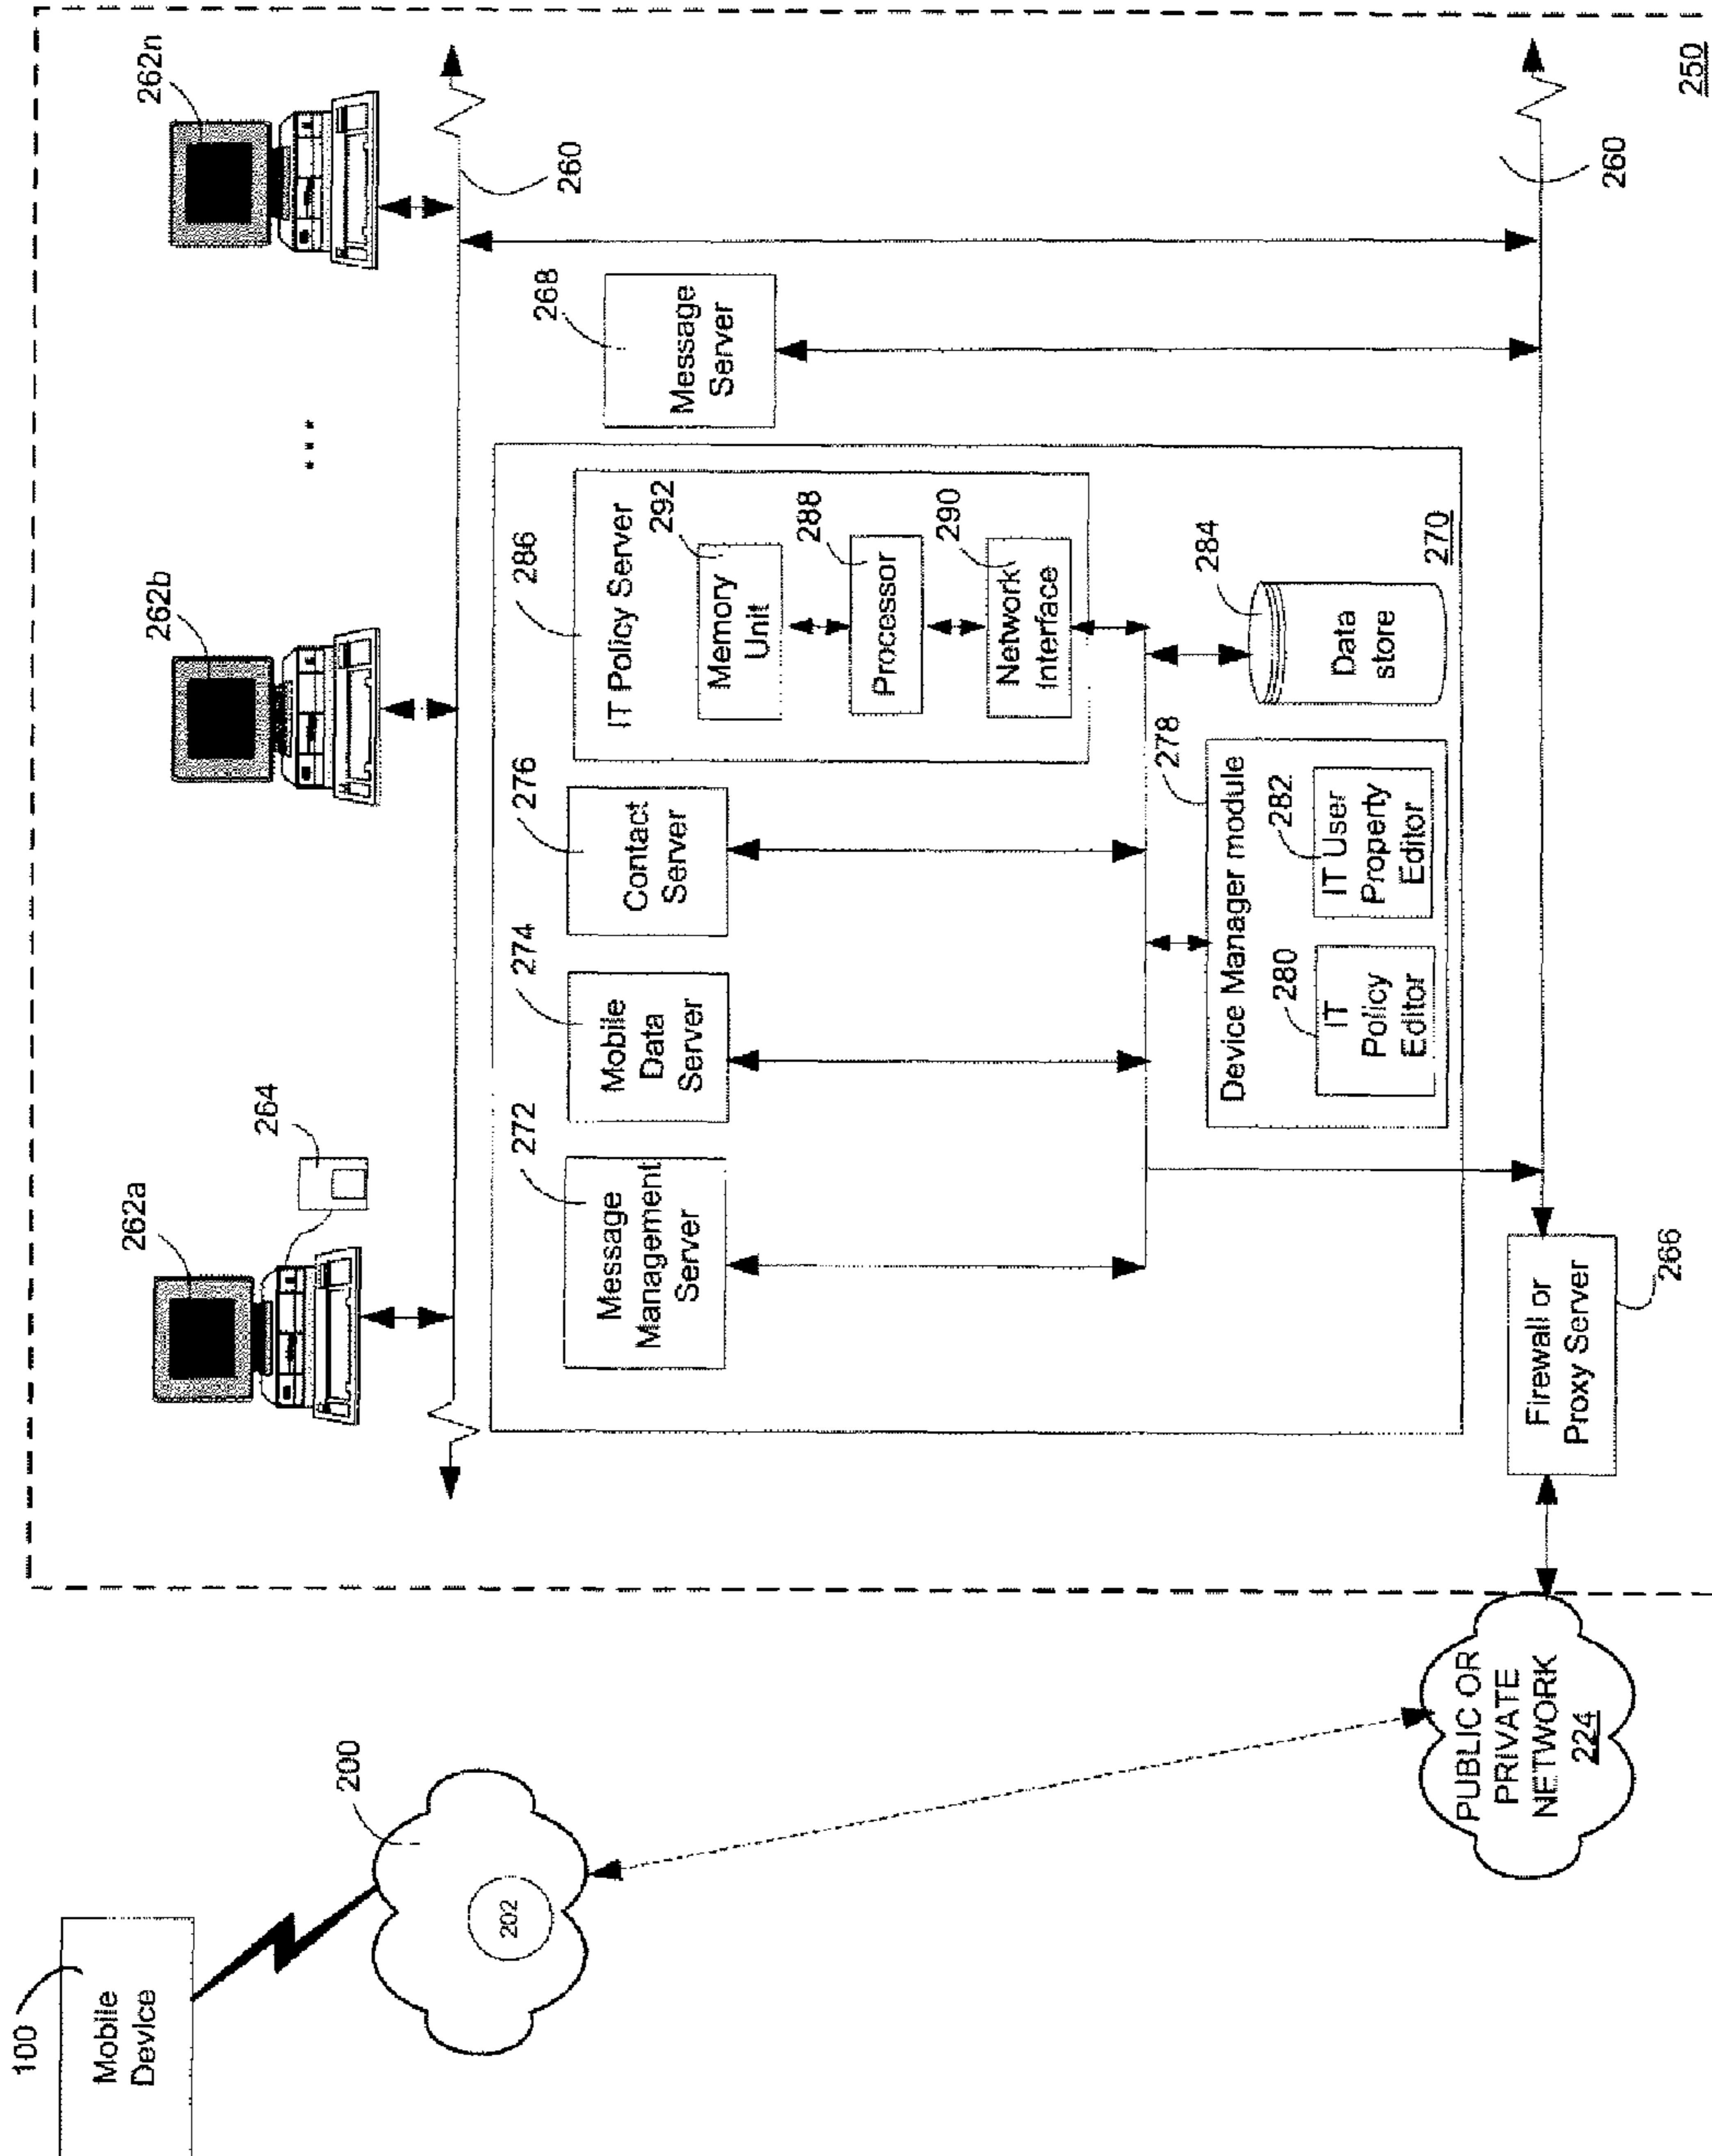 100
Mobile
Device
200
202
PUBLIC OR
PRIVATE
NETWORK
224
262a
264
262b
...
262n
260
272
Message
Management
Server
274
Mobile
Data
Server
276
Contact
Server
286
IT Policy Server
292
Memory
Unit
288
Processor
290
Network
Interface
268
Message
Server
278
Device Manager module
280
IT
Policy
Editor
282
IT User
Property
Editor
284
Data
store
270
260
Firewall or
Proxy Server
266
250